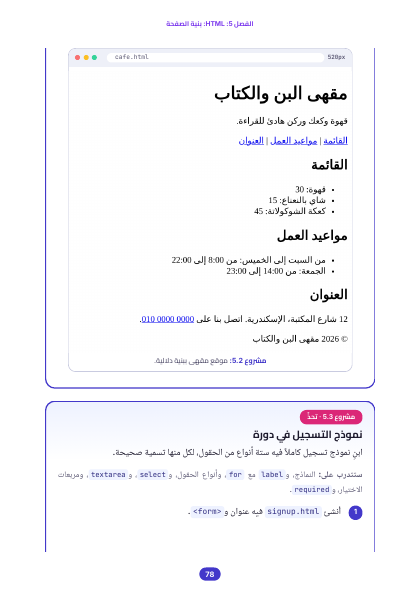 الفصل 5: HTML: بنية الصفحة
cafe.html
520px
مقهى البن والكتاب
قهوة وكعك وركن هادئ للقراءة.
القائمة | مواعيد العمل | العنوان
القائمة
• قهوة: 30
• شاي بالنعناع: 15
• كعكة الشوكولاتة: 45
مواعيد العمل
• من السبت إلى الخميس: من 8:00 إلى 22:00
• الجمعة: من 14:00 إلى 23:00
العنوان
12 شارع المكتبة، الإسكندرية. اتصل بنا على 010 0000 0000.
© 2026 مقهى البن والكتاب
مشروع 5.2: موقع مقهى ببنية دلالية.
مشروع 5.3 · تحدٍّ
نموذج التسجيل في دورة
ابنِ نموذج تسجيل كاملاً فيه ستة أنواع من الحقول، لكل منها تسمية صحيحة.
ستتدرب على: النماذج، و label مع for، وأنواع الحقول، و select، و textarea، ومربعات
الاختيار، و required.
1 أنشئ signup.html فيه عنوان و <form>.
78